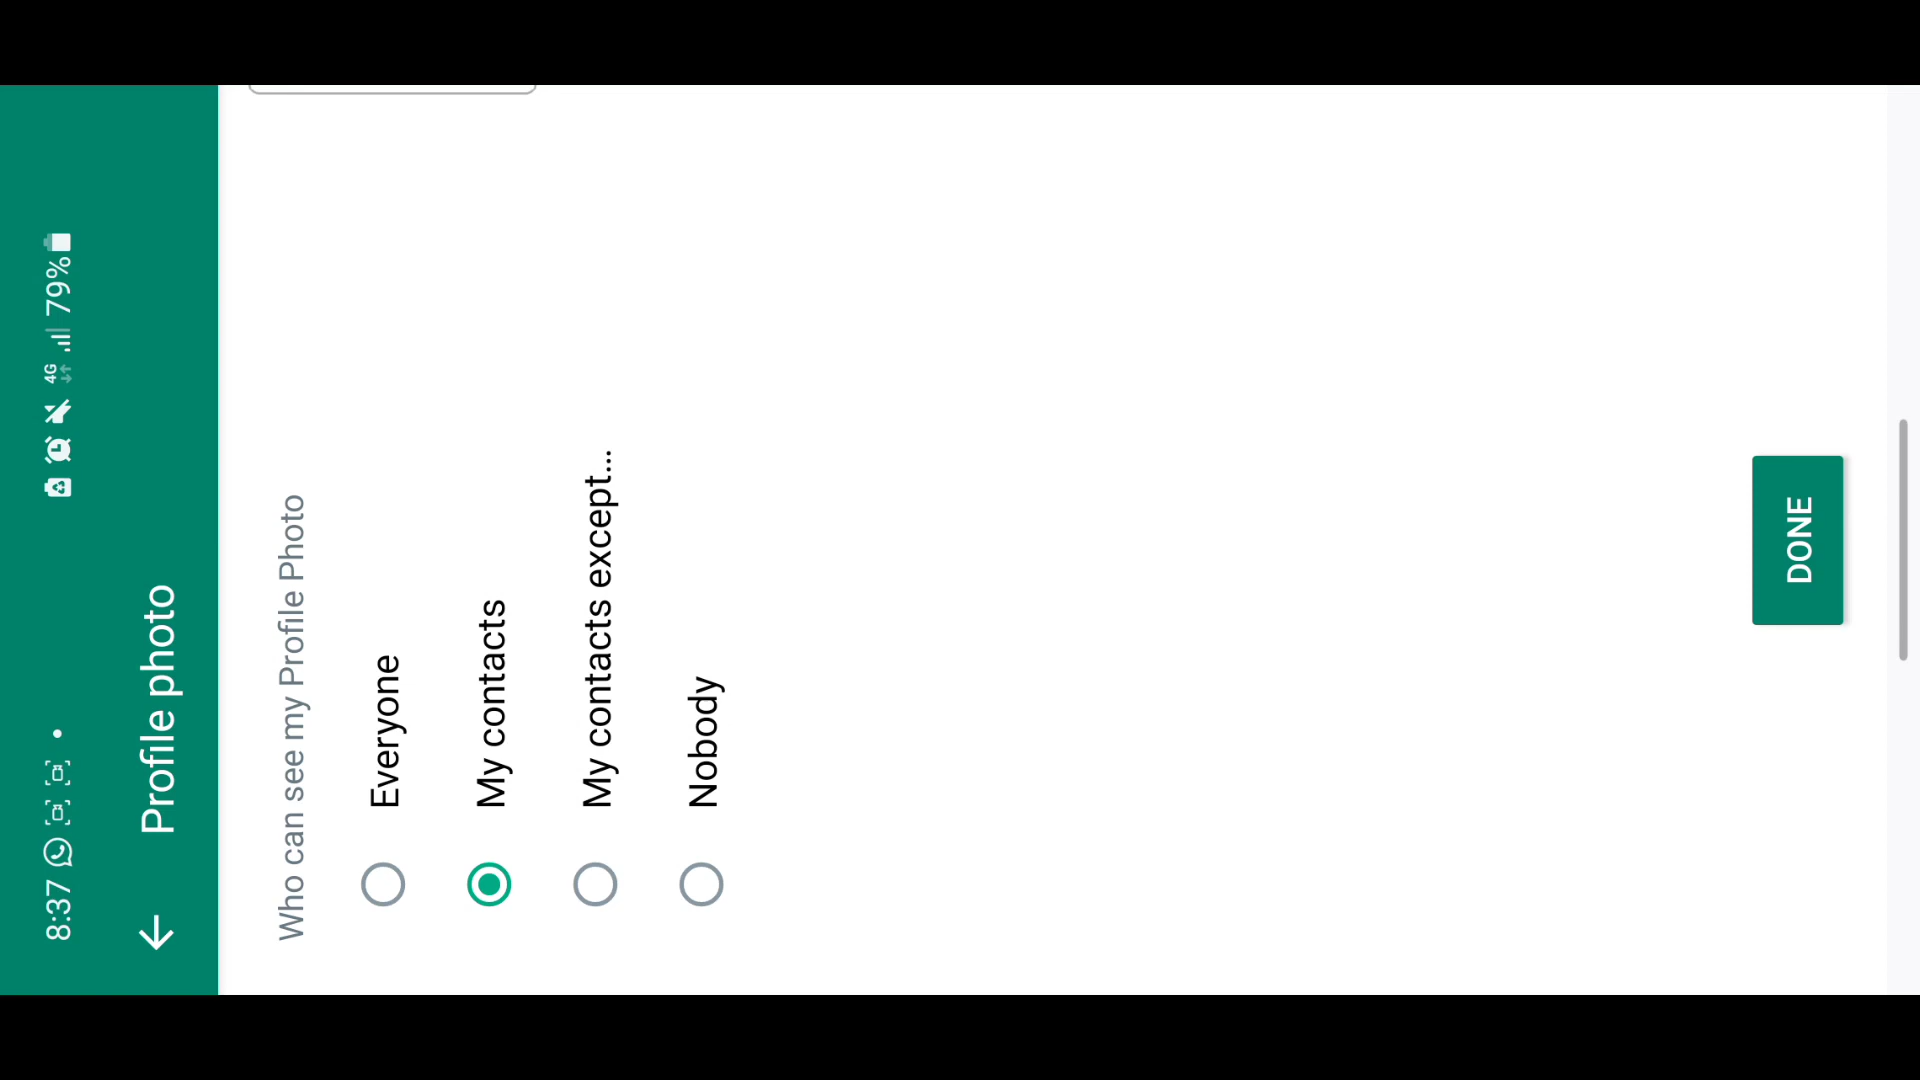 8:37 4G 79%
Profile photo
Who can see my Profile Photo
Everyone
My contacts
My contacts except...
Nobody
DONE